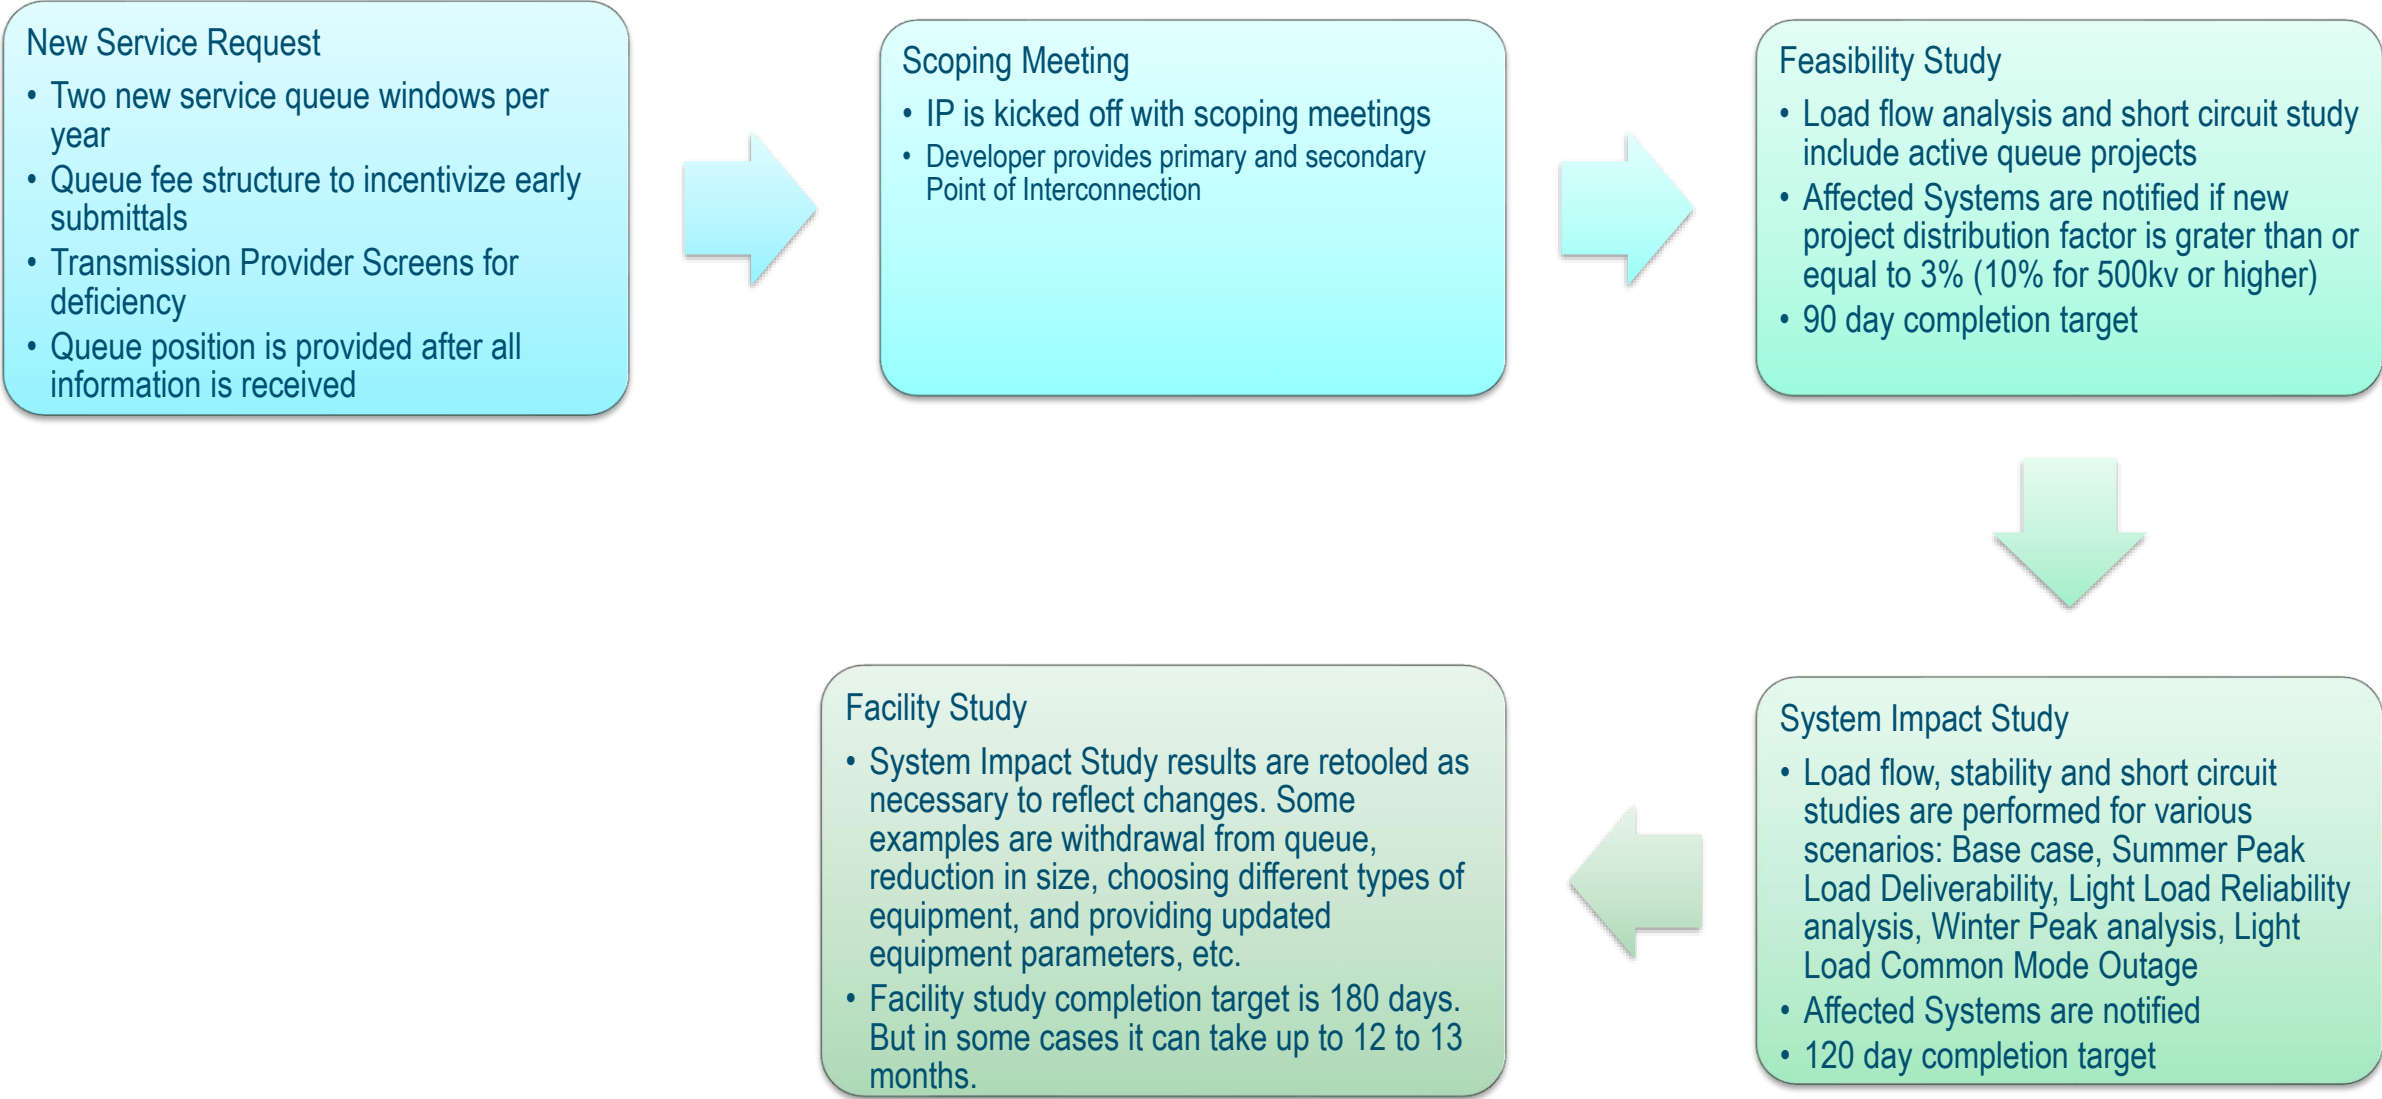 New Service Request
• Two new service queue windows per
year
• Queue fee structure to incentivize early
submittals
• Transmission Provider Screens for
deficiency
• Queue position is provided after all
information is received
Scoping Meeting
• IP is kicked off with scoping meetings
• Developer provides primary and secondary
Point of Interconnection
Feasibility Study
• Load flow analysis and short circuit study
include active queue projects
• Affected Systems are notified if new
project distribution factor is grater than or
equal to 3% (10% for 500kv or higher)
• 90 day completion target
System Impact Study
• Load flow, stability and short circuit
studies are performed for various
scenarios: Base case, Summer Peak
Load Deliverability, Light Load Reliability
analysis, Winter Peak analysis, Light
Load Common Mode Outage
• Affected Systems are notified
• 120 day completion target
Facility Study
• System Impact Study results are retooled as
necessary to reflect changes. Some
examples are withdrawal from queue,
reduction in size, choosing different types of
equipment, and providing updated
equipment parameters, etc.
• Facility study completion target is 180 days.
But in some cases it can take up to 12 to 13
months.